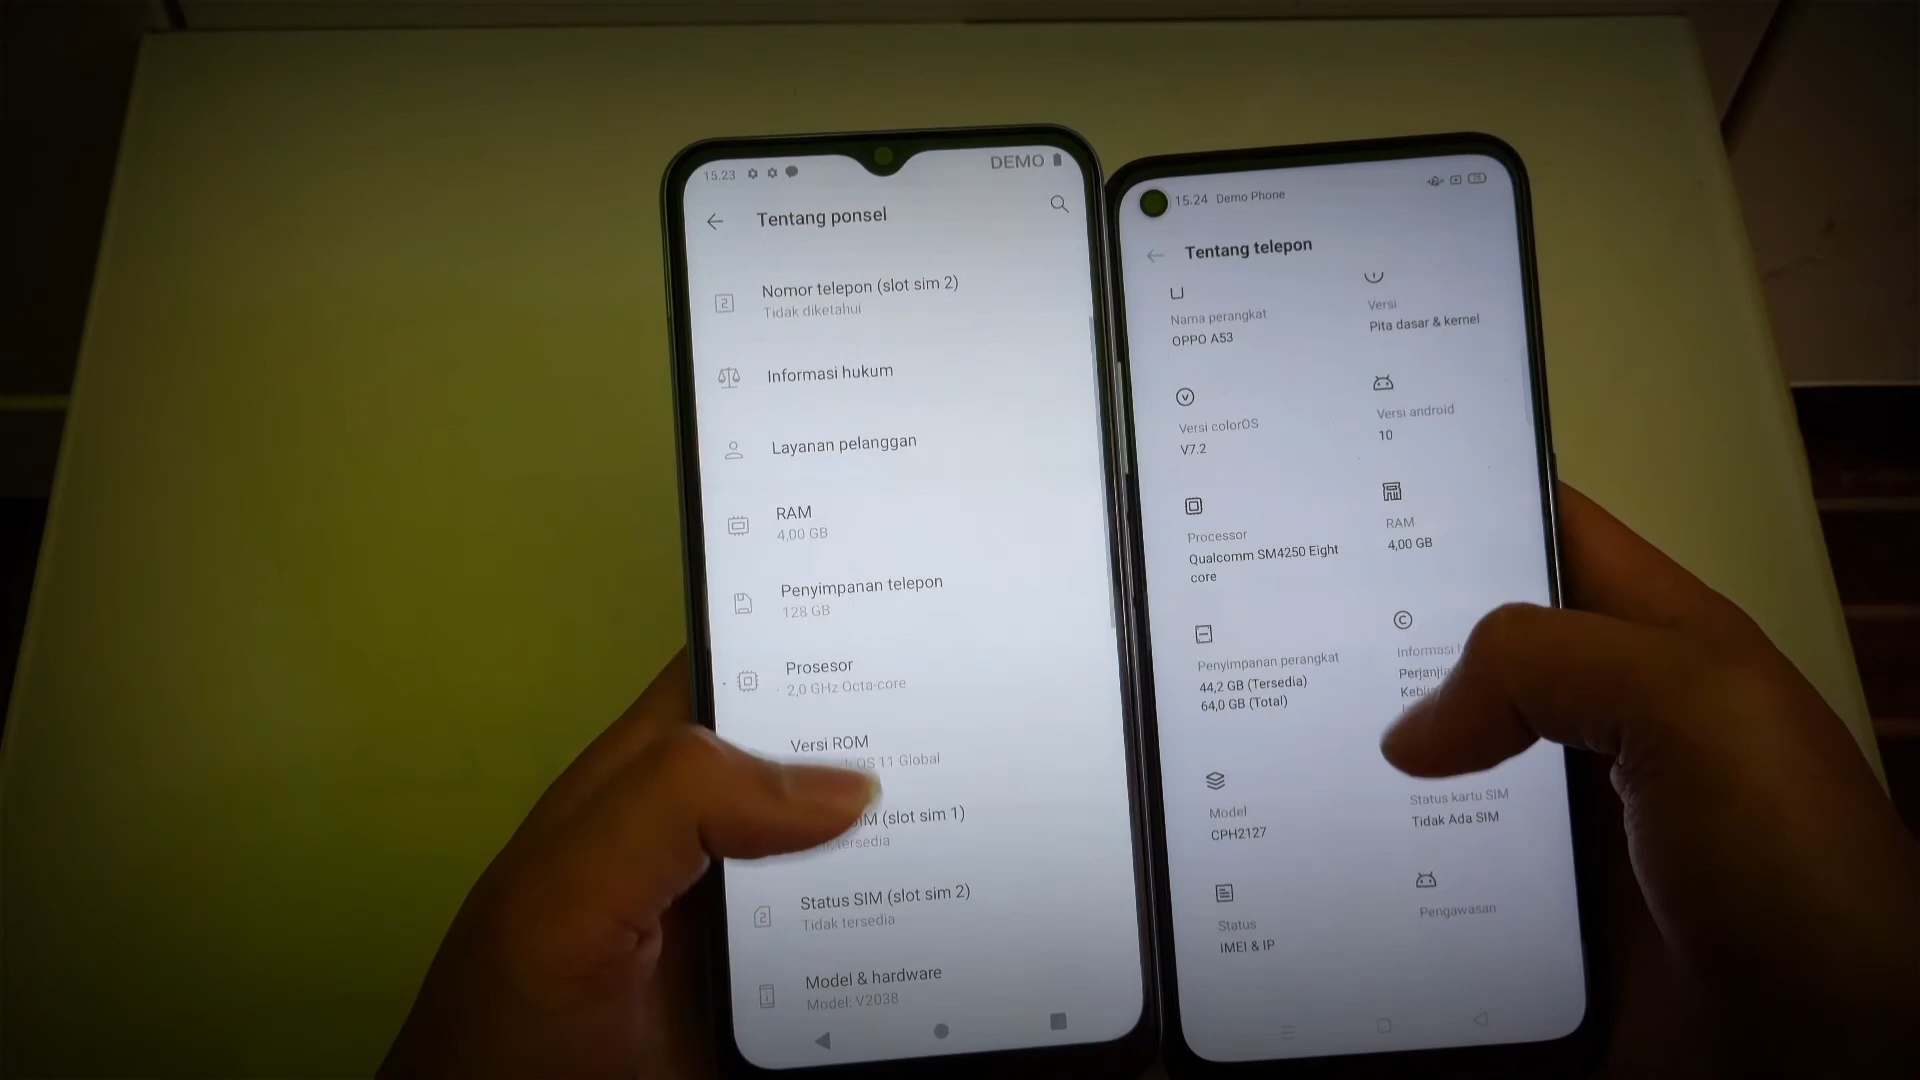 15.23
DEMO
Tentang ponsel
2
Nomor telepon (slot sim 2)
Tidak diketahui
Informasi hukum
Layanan pelanggan
RAM
4,00 GB
Penyimpanan telepon
128 GB
Prosesor
2,0 GHz Octa-core
Versi ROM
OS 11 Global
(slot sim 1)
tersedia
2
Status SIM (slot sim 2)
Tidak tersedia
Model & hardware
Model: V2038
15.24 Demo Phone
Tentang telepon
Nama perangkat
OPPO A53
Versi
Pita dasar & kernel
Versi colorOS
V7.2
Versi android
10
Processor
Qualcomm SM4250 Eight
core
RAM
4,00 GB
Penyimpanan perangkat
44,2 GB (Tersedia)
64,0 GB (Total)
Informasi
Model
CPH2127
Status kartu SIM
Tidak Ada SIM
Status
IMEI & IP
Pengawasan